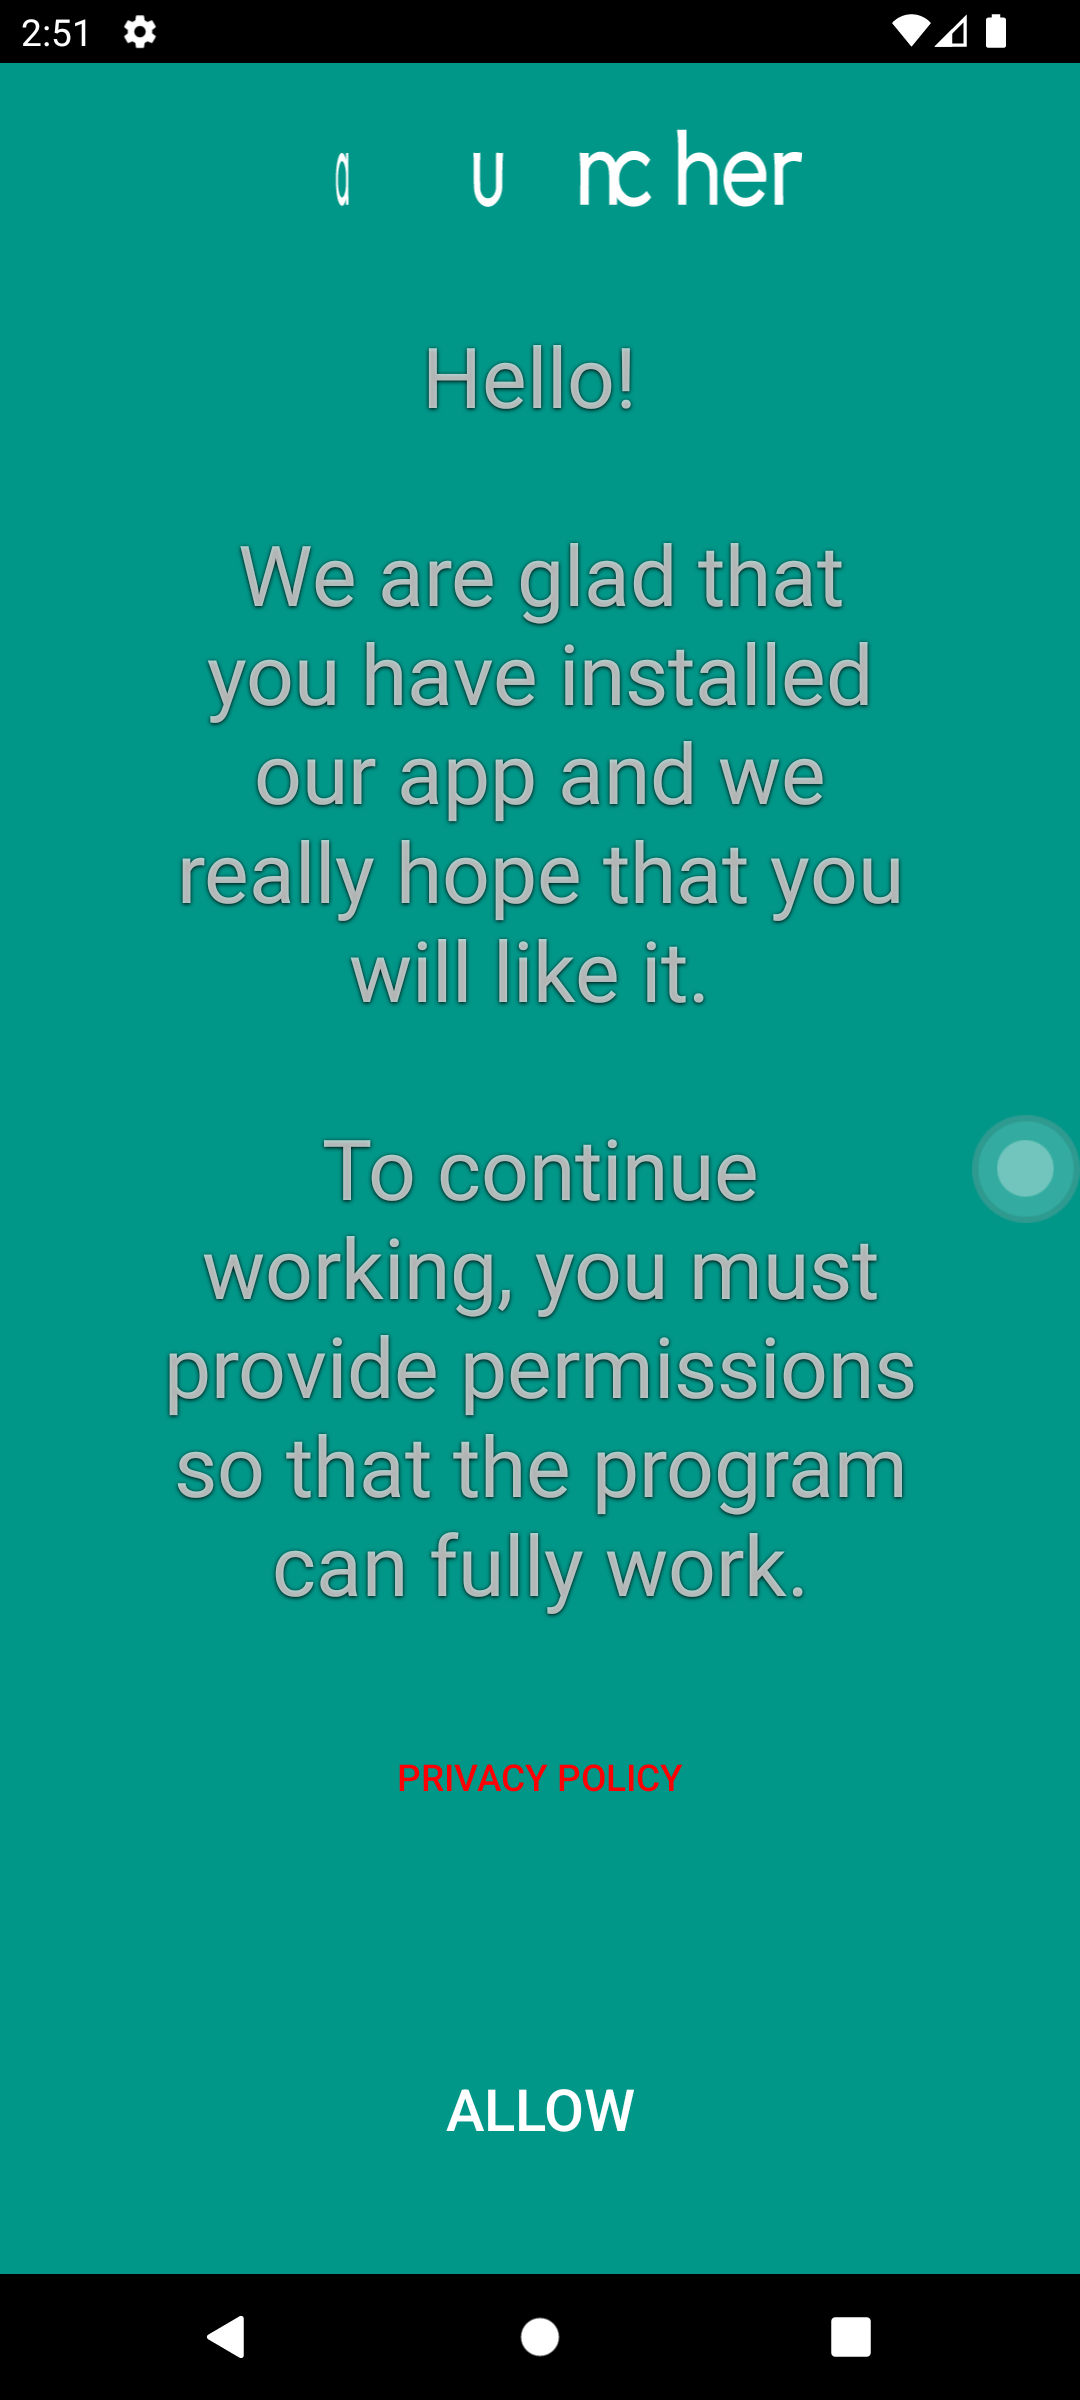 2:51
a u ncher
Hello!
We are glad that
you have installed
our app and we
really hope that you
will like it.
To continue
working, you must
provide permissions
so that the program
can fully work.
PRIVACY POLICY
ALLOW